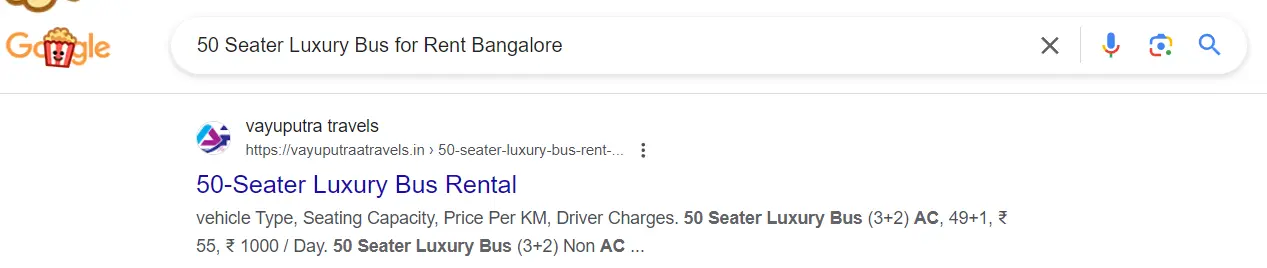 Google
50 Seater Luxury Bus for Rent Bangalore
vayuputra travels
https://vayuputraatravels.in › 50-seater-luxury-bus-rent-...
50-Seater Luxury Bus Rental
vehicle Type, Seating Capacity, Price Per KM, Driver Charges. 50 Seater Luxury Bus (3+2) AC, 49+1, ₹
55, ₹ 1000 / Day. 50 Seater Luxury Bus (3+2) Non AC ...